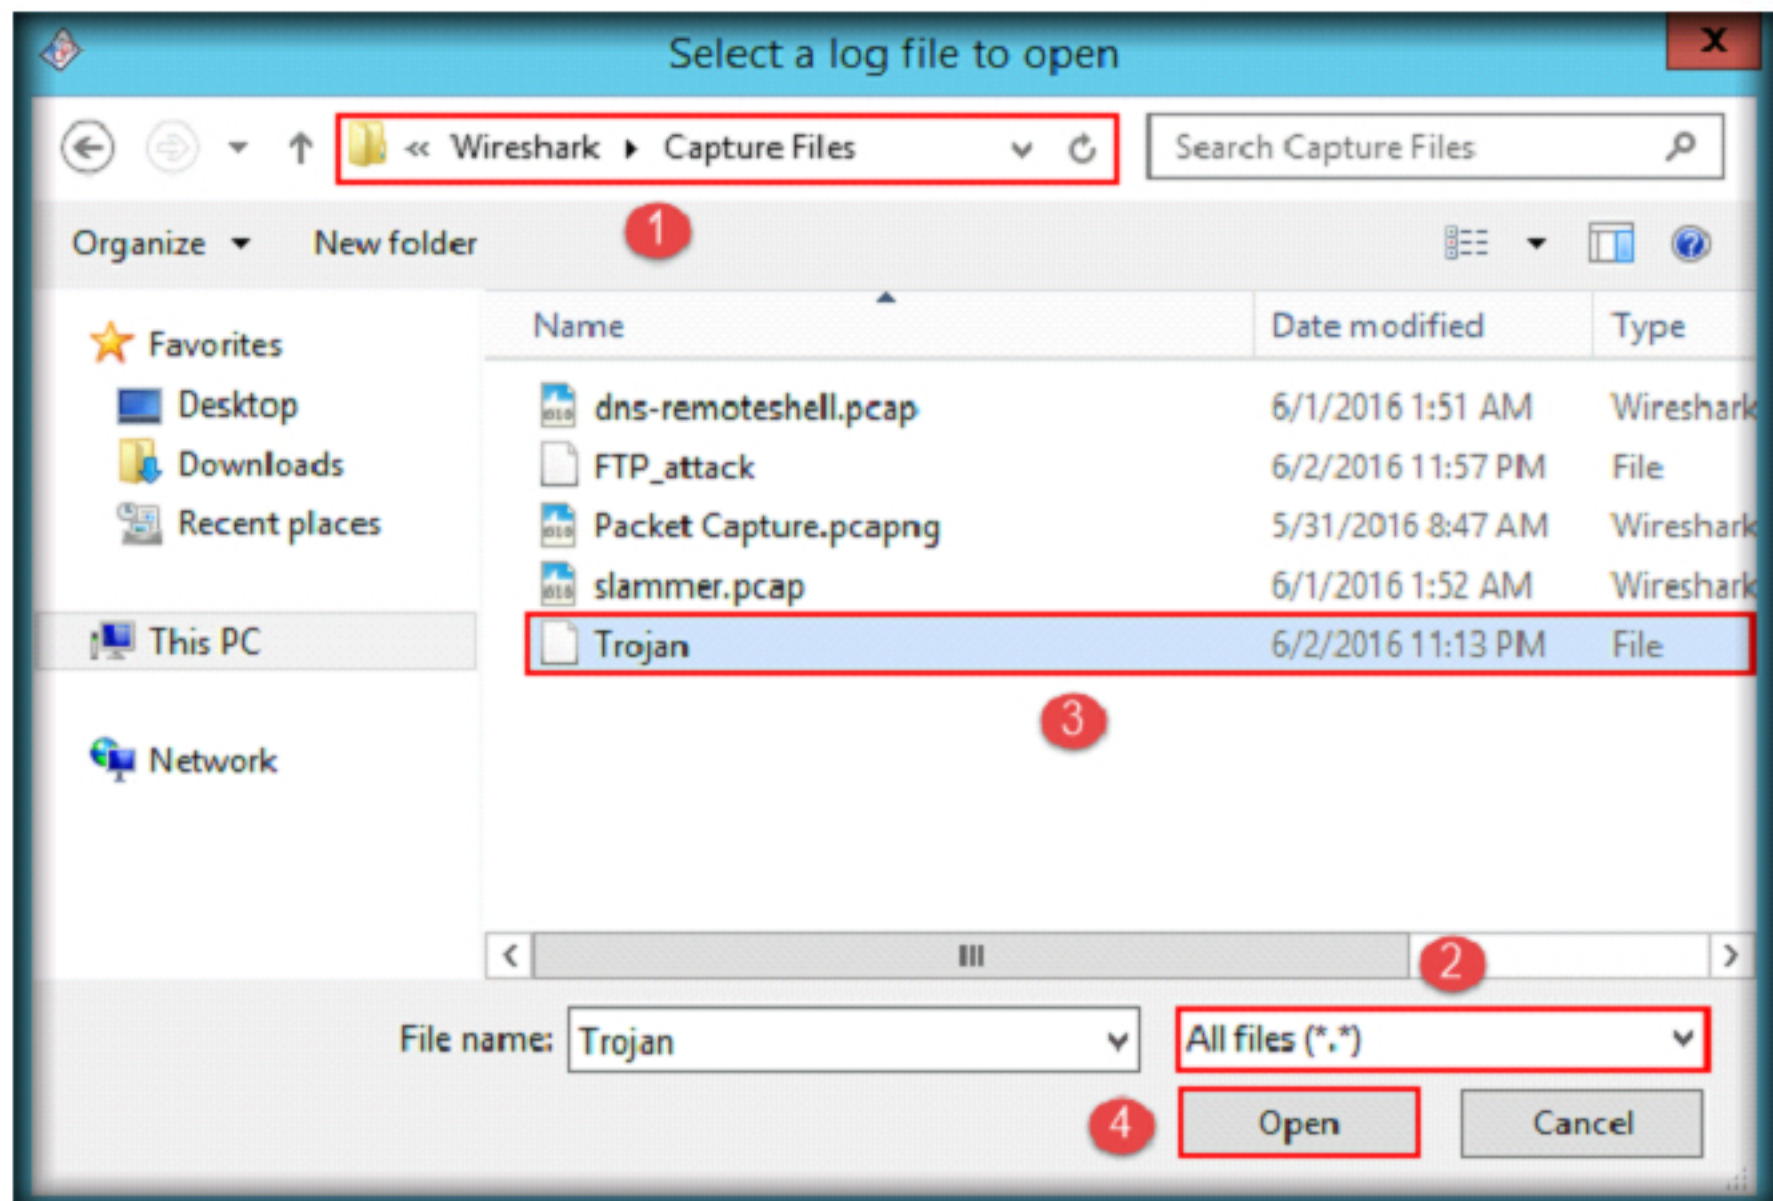 Select a log file to open
X
« Wireshark Capture Files
Search Capture Files
1
Organize New folder
Name Date modified Type
Favorites
Desktop
Downloads
Recent places
This PC
Network
dns-remoteshell.pcap 6/1/2016 1:51 AM Wireshark
FTP_attack 6/2/2016 11:57 PM File
Packet Capture.pcapng 5/31/2016 8:47 AM Wireshark
slammer.pcap 6/1/2016 1:52 AM Wireshark
Trojan 6/2/2016 11:13 PM File
3
2
File name: Trojan All files (*.*)
4 Open Cancel